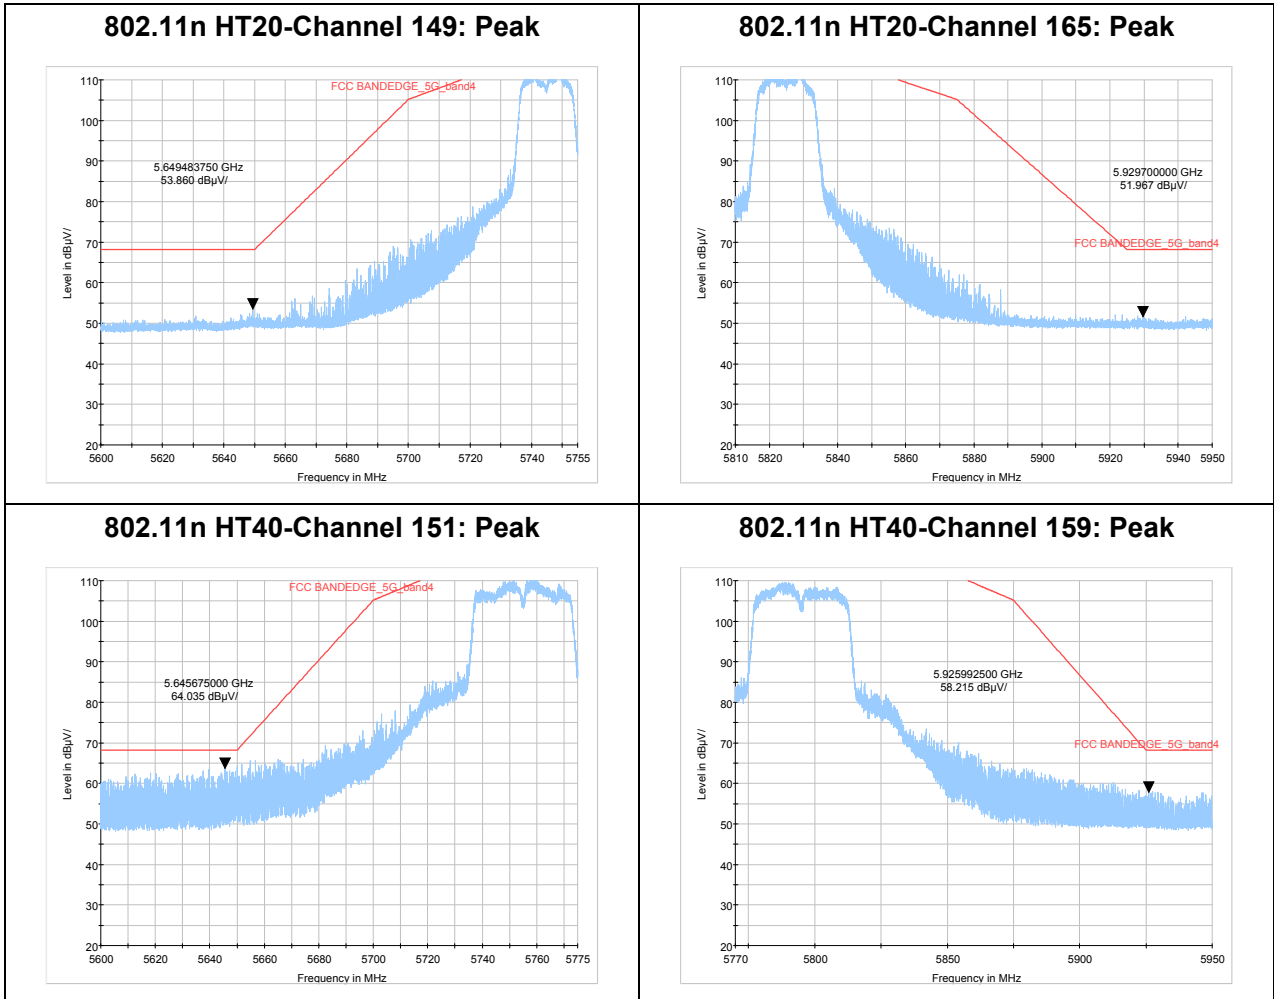 802.11n HT20-Channel 149: Peak
110
100
90
80
70
60
50
40
30
20
Level in dBµV/
FCC BANDEDGE_5G_band4
5.649483750 GHz
53.860 dBµV/
5600 5620 5640 5660 5680 5700 5720 5740 5755
Frequency in MHz
802.11n HT20-Channel 165: Peak
110
100
90
80
70
60
50
40
30
20
Level in dBµV/
5.929700000 GHz
51.967 dBµV/
FCC BANDEDGE_5G_band4
5810 5820 5840 5860 5880 5900 5920 5940 5950
Frequency in MHz
802.11n HT40-Channel 151: Peak
110
100
90
80
70
60
50
40
30
20
Level in dBµV/
FCC BANDEDGE_5G_band4
5.645675000 GHz
64.035 dBµV/
5600 5620 5640 5660 5680 5700 5720 5740 5760 5775
Frequency in MHz
802.11n HT40-Channel 159: Peak
110
100
90
80
70
60
50
40
30
20
Level in dBµV/
5.925992500 GHz
58.215 dBµV/
FCC BANDEDGE_5G_band4
5770 5800 5850 5900 5950
Frequency in MHz